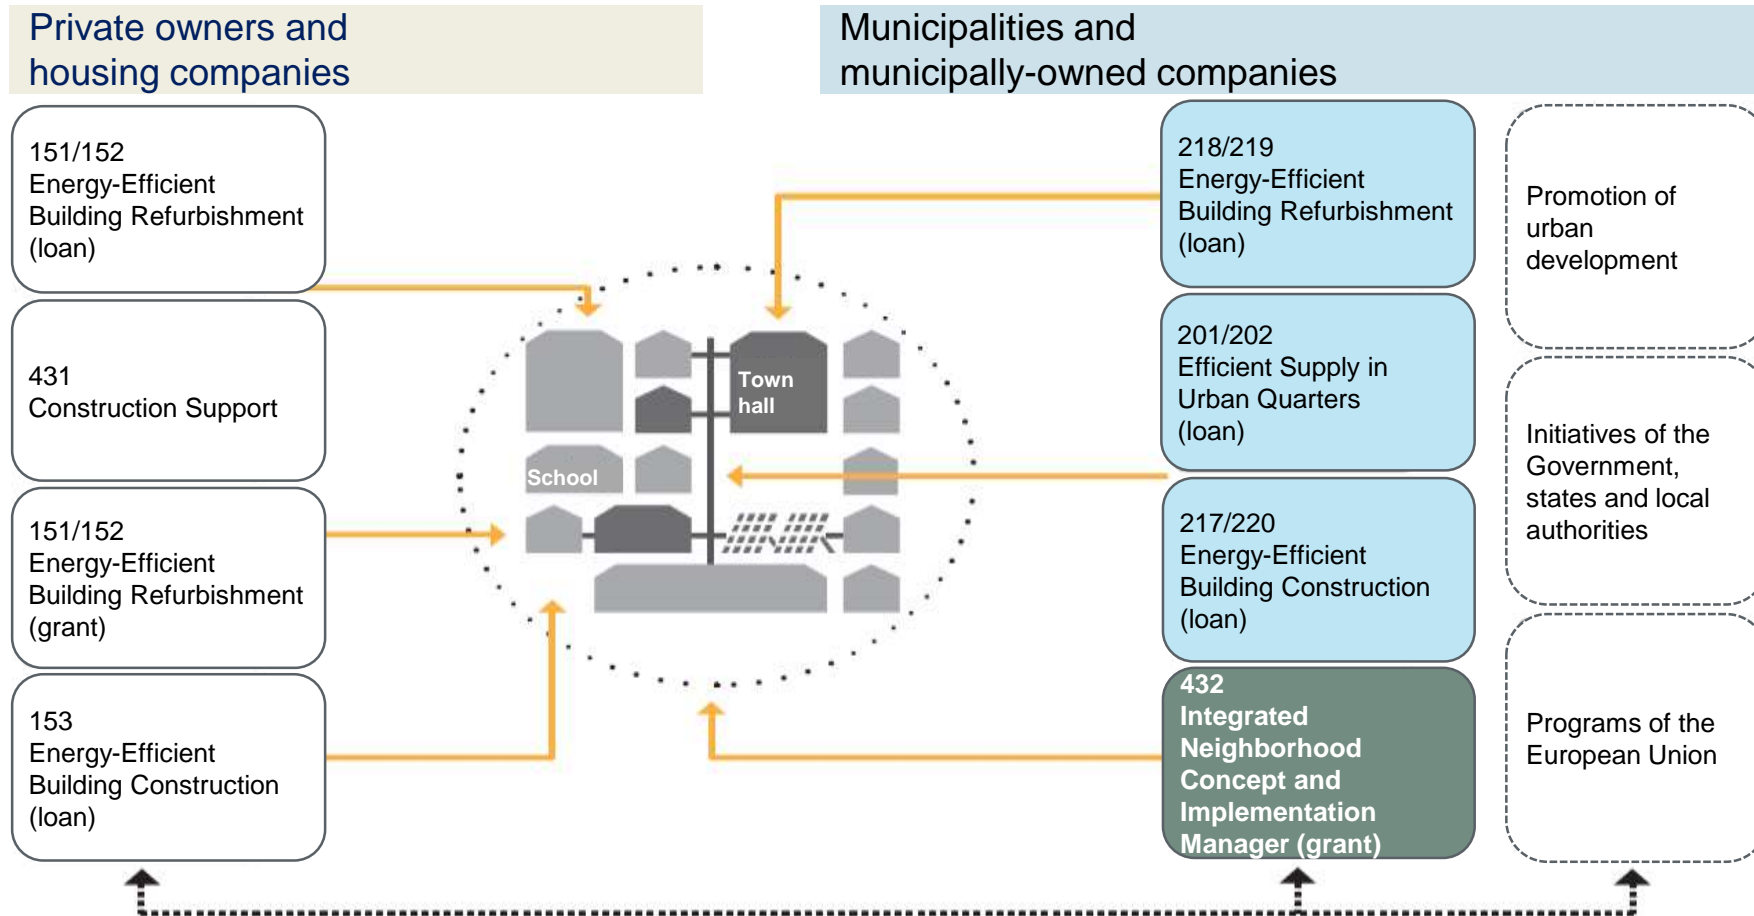 Private owners and
housing companies
Municipalities and
municipally-owned companies
151/152
Energy-Efficient
Building Refurbishment
(loan)
431
Construction Support
151/152
Energy-Efficient
Building Refurbishment
(grant)
153
Energy-Efficient
Building Construction
(loan)
Town
hall
School
218/219
Energy-Efficient
Building Refurbishment
(loan)
201/202
Efficient Supply in
Urban Quarters
(loan)
217/220
Energy-Efficient
Building Construction
(loan)
432
Integrated
Neighborhood
Concept and
Implementation
Manager (grant)
Promotion of
urban
development
Initiatives of the
Government,
states and local
authorities
Programs of the
European Union